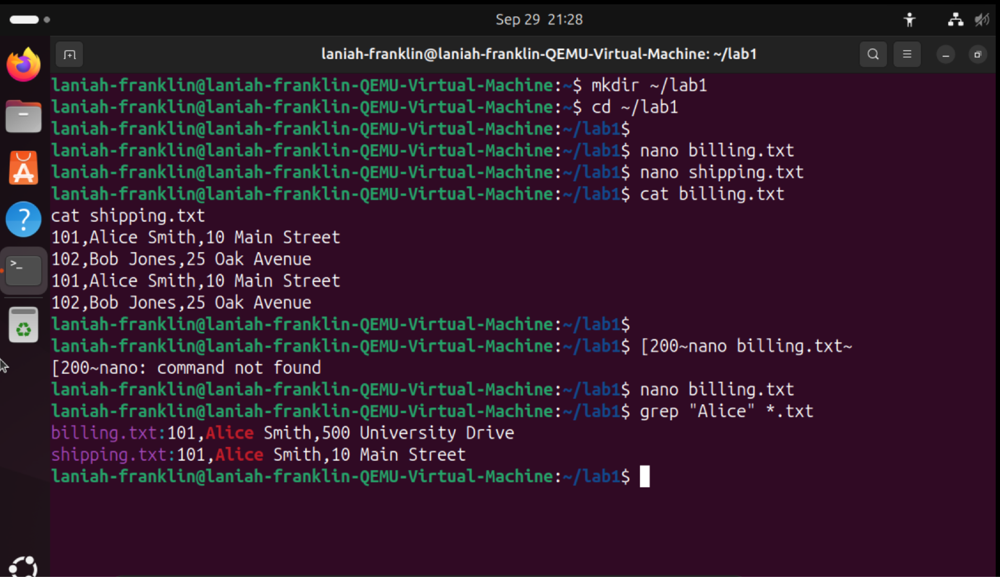 Sep 29 21:28
laniah-franklin@laniah-franklin-QEMU-Virtual-Machine: ~/lab1
laniah-franklin@laniah-franklin-QEMU-Virtual-Machine:~$ mkdir ~/lab1
laniah-franklin@laniah-franklin-QEMU-Virtual-Machine:~$ cd ~/lab1
laniah-franklin@laniah-franklin-QEMU-Virtual-Machine:~/lab1$
laniah-franklin@laniah-franklin-QEMU-Virtual-Machine:~/lab1$ nano billing.txt
laniah-franklin@laniah-franklin-QEMU-Virtual-Machine:~/lab1$ nano shipping.txt
laniah-franklin@laniah-franklin-QEMU-Virtual-Machine:~/lab1$ cat billing.txt
cat shipping.txt
101,Alice Smith,10 Main Street
102,Bob Jones,25 Oak Avenue
101,Alice Smith,10 Main Street
102,Bob Jones,25 Oak Avenue
laniah-franklin@laniah-franklin-QEMU-Virtual-Machine:~/lab1$
laniah-franklin@laniah-franklin-QEMU-Virtual-Machine:~/lab1$ [200~nano billing.txt~
[200~nano: command not found
laniah-franklin@laniah-franklin-QEMU-Virtual-Machine:~/lab1$ nano billing.txt
laniah-franklin@laniah-franklin-QEMU-Virtual-Machine:~/lab1$ grep "Alice" *.txt
billing.txt:101,Alice Smith,500 University Drive
shipping.txt:101,Alice Smith,10 Main Street
laniah-franklin@laniah-franklin-QEMU-Virtual-Machine:~/lab1$